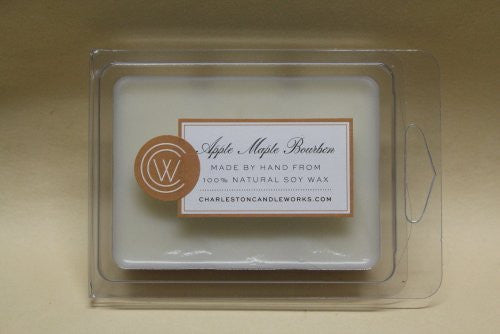 CW
Apple Maple Bourbon
MADE BY HAND FROM
100% NATURAL SOY WAX
CHARLESTONCANDLEWORKS.COM